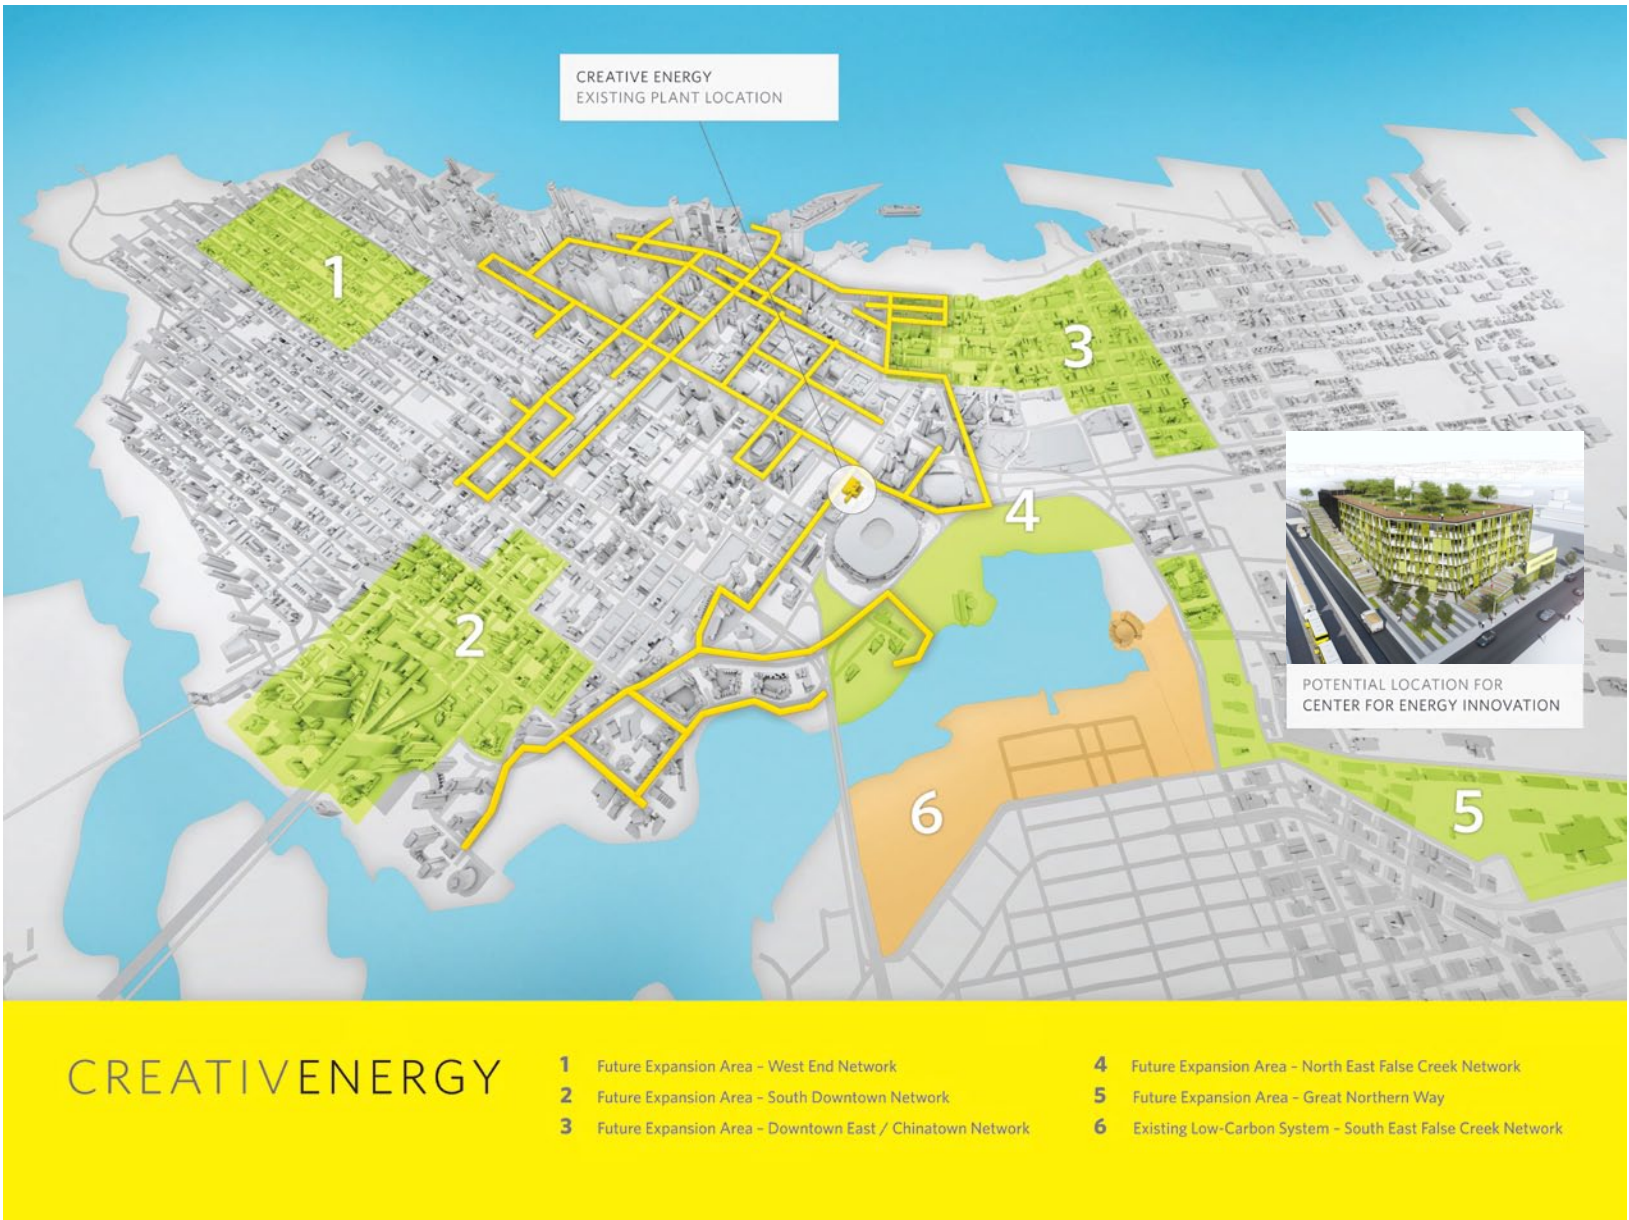 CREATIVE ENERGY
EXISTING PLANT LOCATION
1
3
4
2
POTENTIAL LOCATION FOR
CENTER FOR ENERGY INNOVATION
6
5
CREATIVENERGY
1 Future Expansion Area – West End Network
2 Future Expansion Area – South Downtown Network
3 Future Expansion Area – Downtown East / Chinatown Network
4 Future Expansion Area – North East False Creek Network
5 Future Expansion Area – Great Northern Way
6 Existing Low-Carbon System – South East False Creek Network